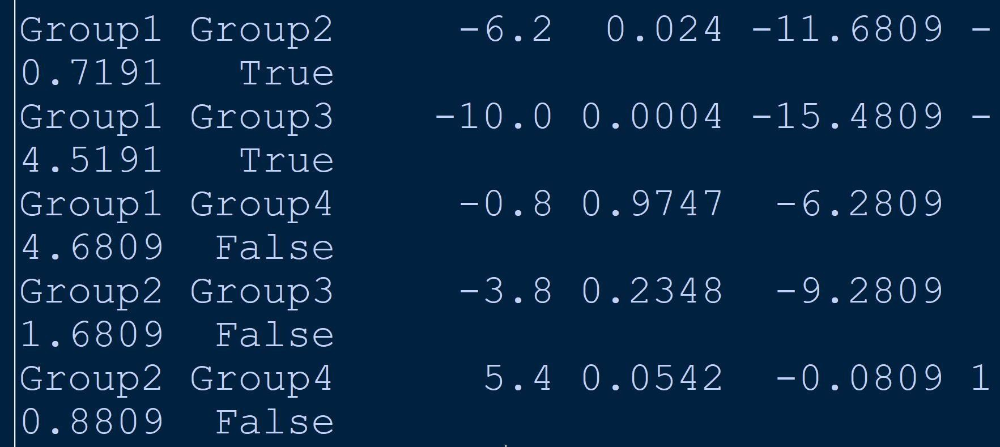 Group1 Group2     -6.2  0.024 -11.6809 -
0.7191   True
Group1 Group3    -10.0 0.0004 -15.4809 -
4.5191   True
Group1 Group4     -0.8 0.9747  -6.2809
4.6809  False
Group2 Group3     -3.8 0.2348  -9.2809
1.6809  False
Group2 Group4      5.4 0.0542  -0.0809 1
0.8809  False